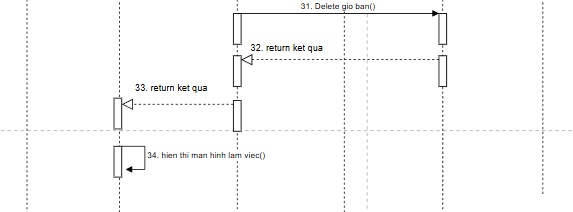 31. Delete gio ban()
32. return ket qua
33. return ket qua
34. hien thi man hinh lam viec()